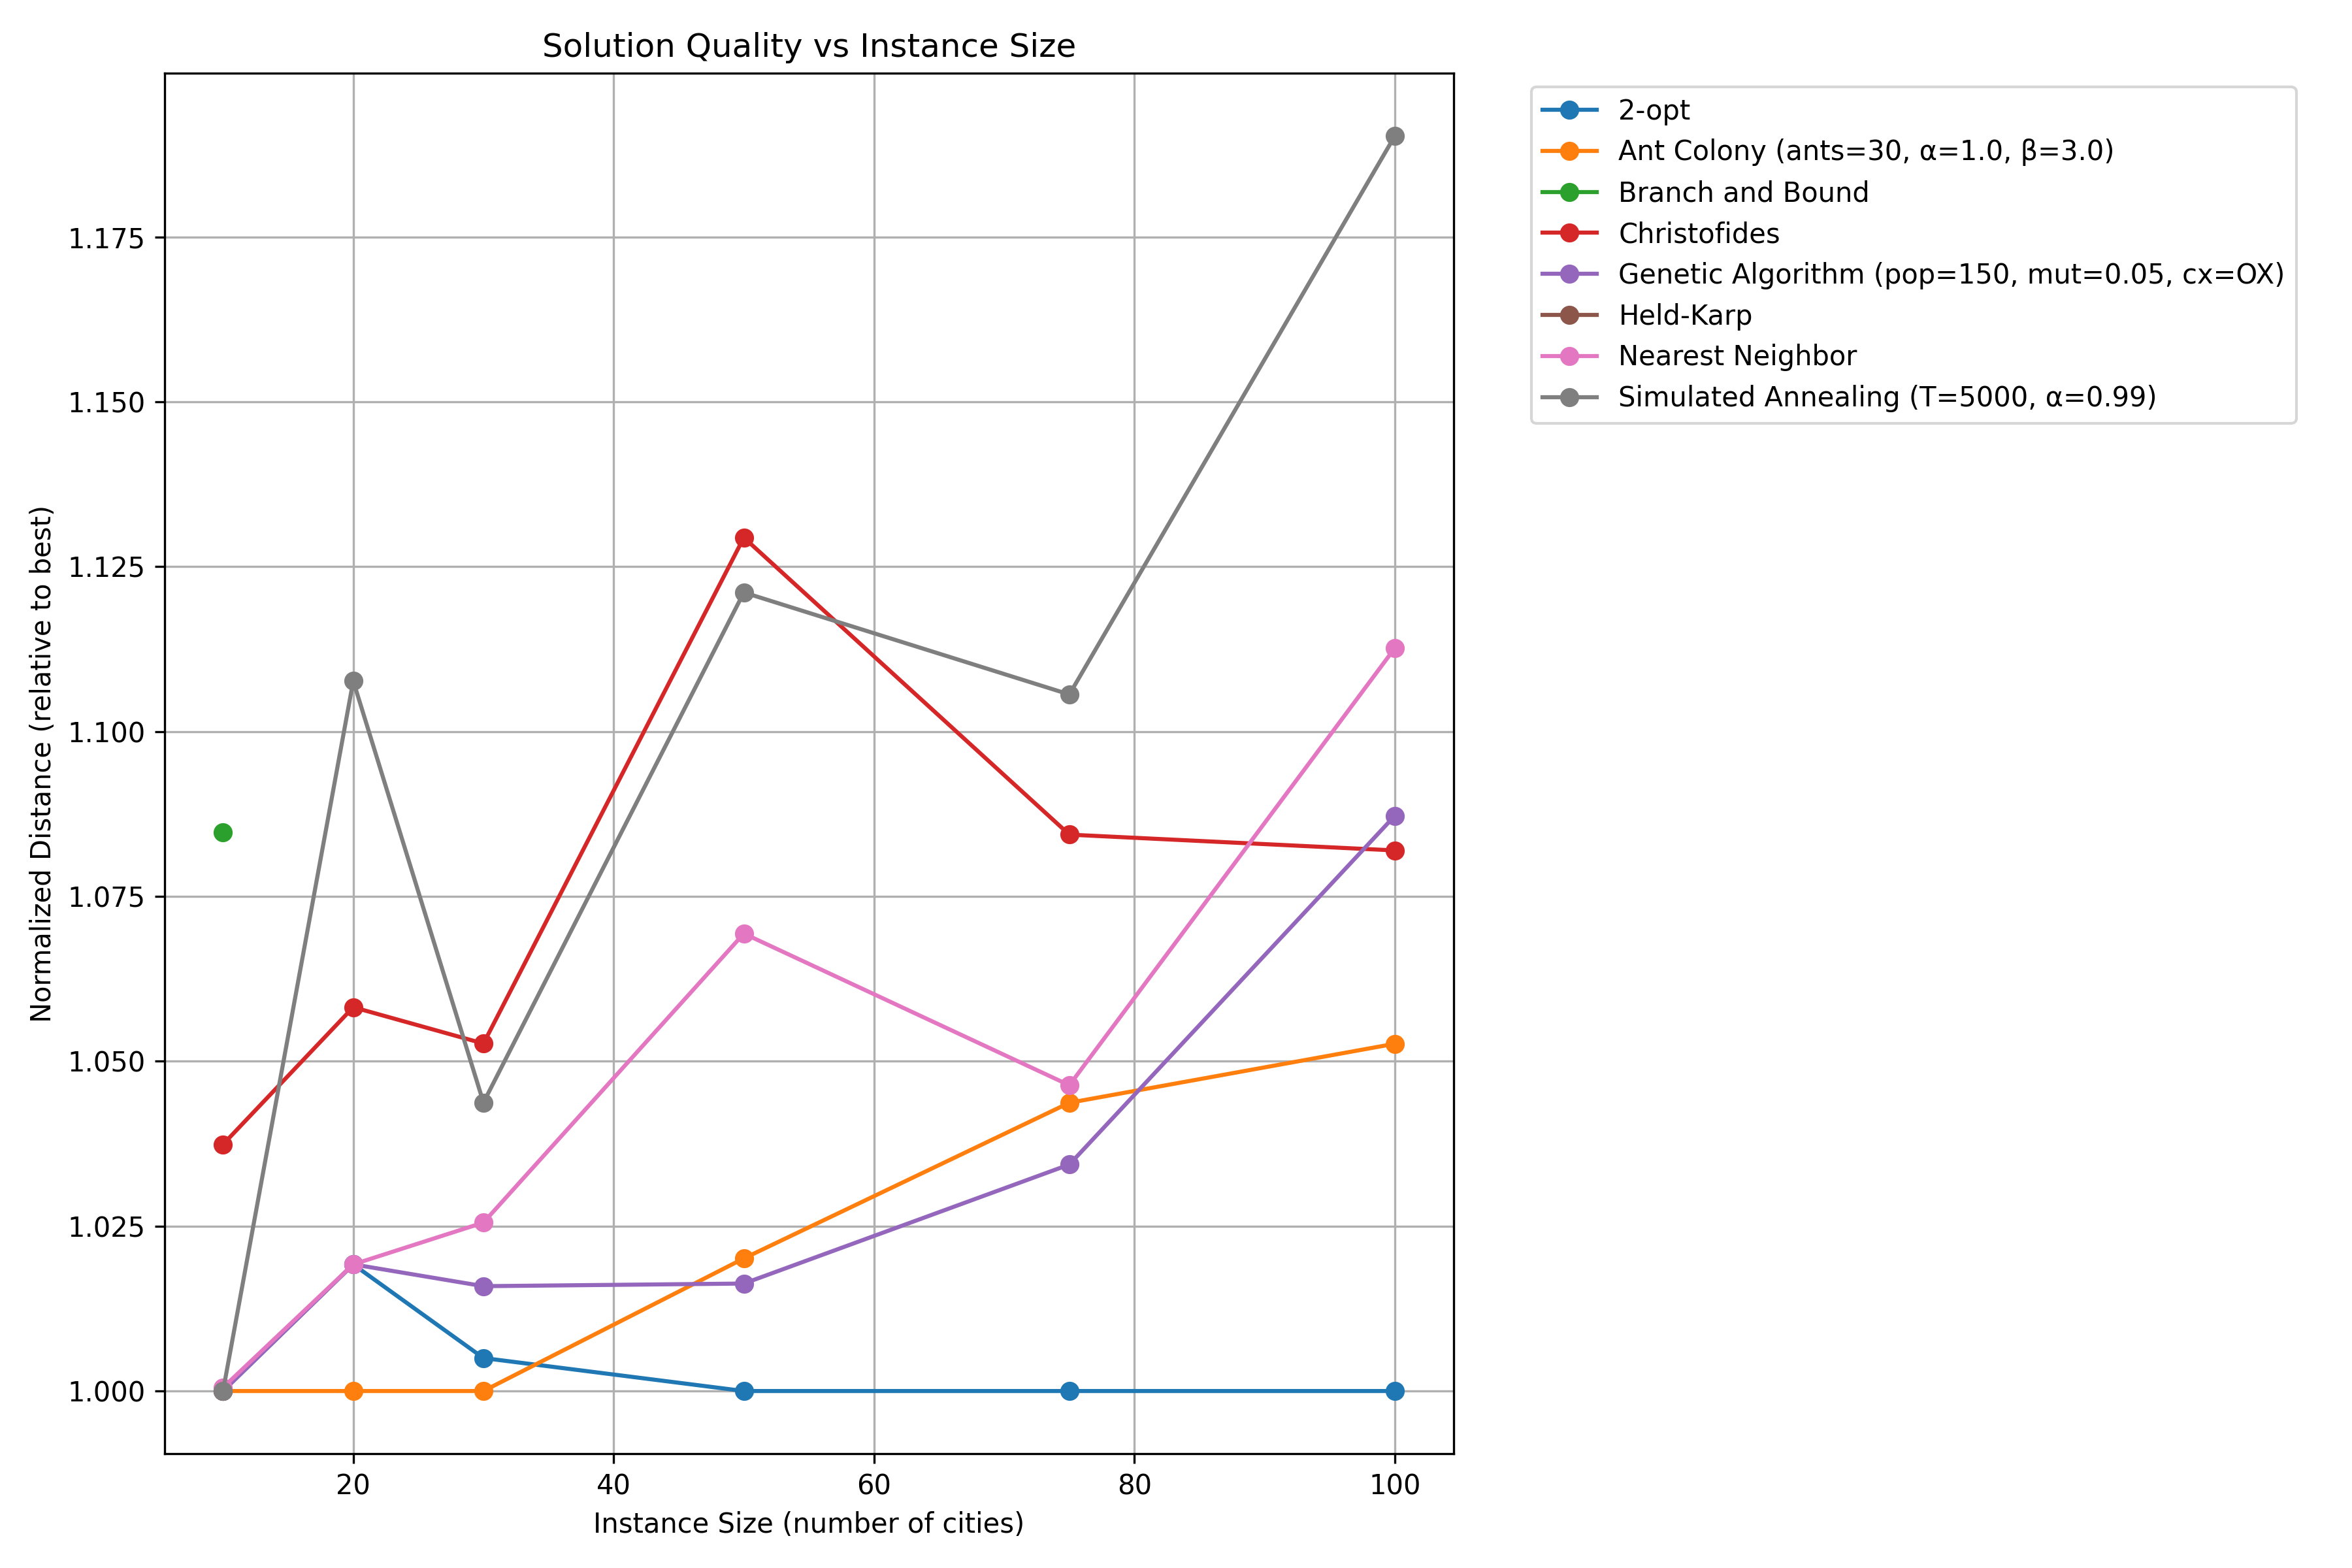 Solution Quality vs Instance Size
Normalized Distance (relative to best)
1.175
1.150
1.125
1.100
1.075
1.050
1.025
1.000
20
40
60
80
100
Instance Size (number of cities)
2-opt
Ant Colony (ants=30, α=1.0, β=3.0)
Branch and Bound
Christofides
Genetic Algorithm (pop=150, mut=0.05, cx=OX)
Held-Karp
Nearest Neighbor
Simulated Annealing (T=5000, α=0.99)